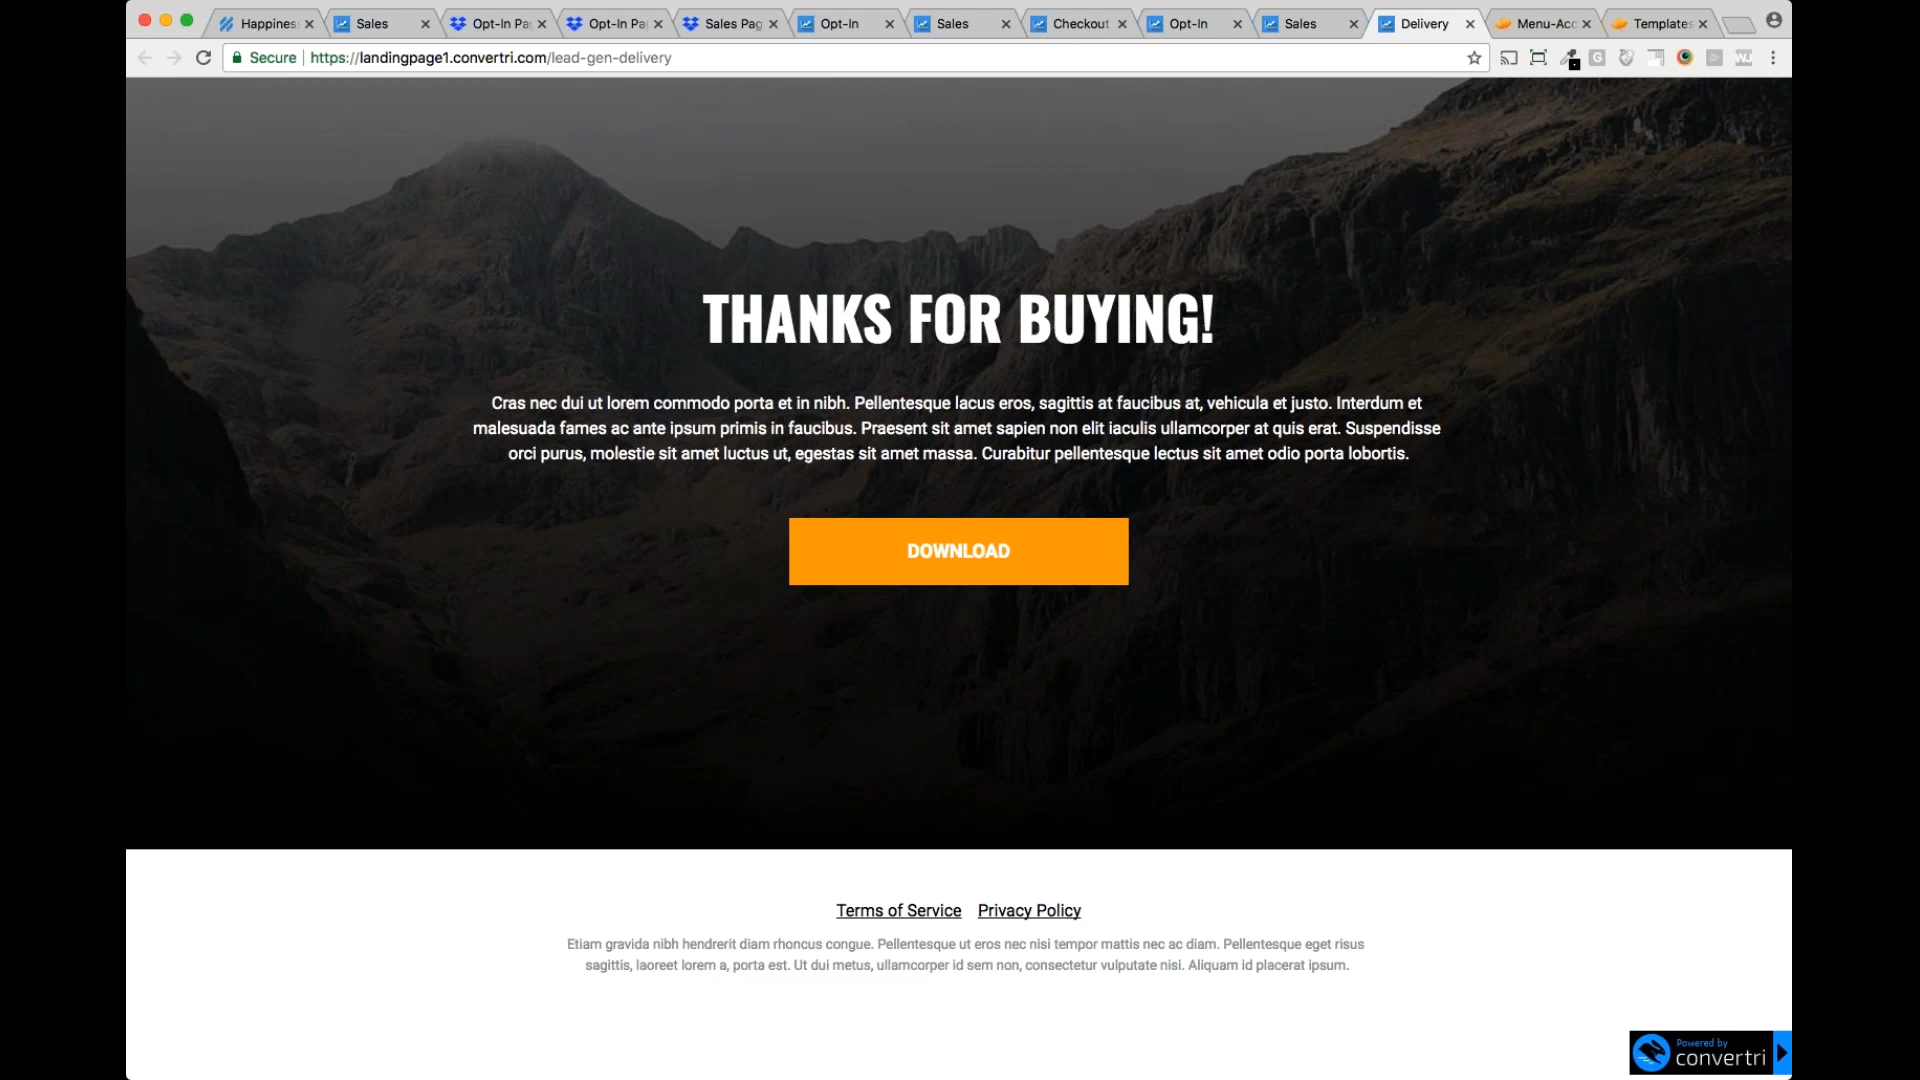 Happines
Sales
Opt-In Pa
Opt-In Pa
Sales Pag
Opt-In
Sales
Checkout
Opt-In
Sales
Delivery
Menu-Acc
Templates
Secure
https://landingpage1.convertri.com/lead-gen-delivery
THANKS FOR BUYING!
Cras nec dui ut lorem commodo porta et in nibh. Pellentesque lacus eros, sagittis at faucibus at, vehicula et justo. Interdum et
malesuada fames ac ante ipsum primis in faucibus. Praesent sit amet sapien non elit iaculis ullamcorper at quis erat. Suspendisse
orci purus, molestie sit amet luctus ut, egestas sit amet massa. Curabitur pellentesque lectus sit amet odio porta lobortis.
DOWNLOAD
Terms of Service Privacy Policy
Etiam gravida nibh hendrerit diam rhoncus congue. Pellentesque ut eros nec nisi tempor mattis nec ac diam. Pellentesque eget risus
sagittis, laoreet lorem a, porta est. Ut dui metus, ullamcorper id sem non, consectetur vulputate nisi. Aliquam id placerat ipsum.
Powered by
convertri